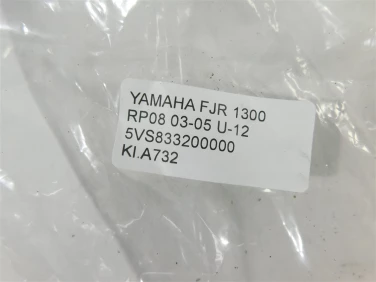 YAMAHA FJR 1300
RP08 03-05 U-12
5VS833200000
KI.A732